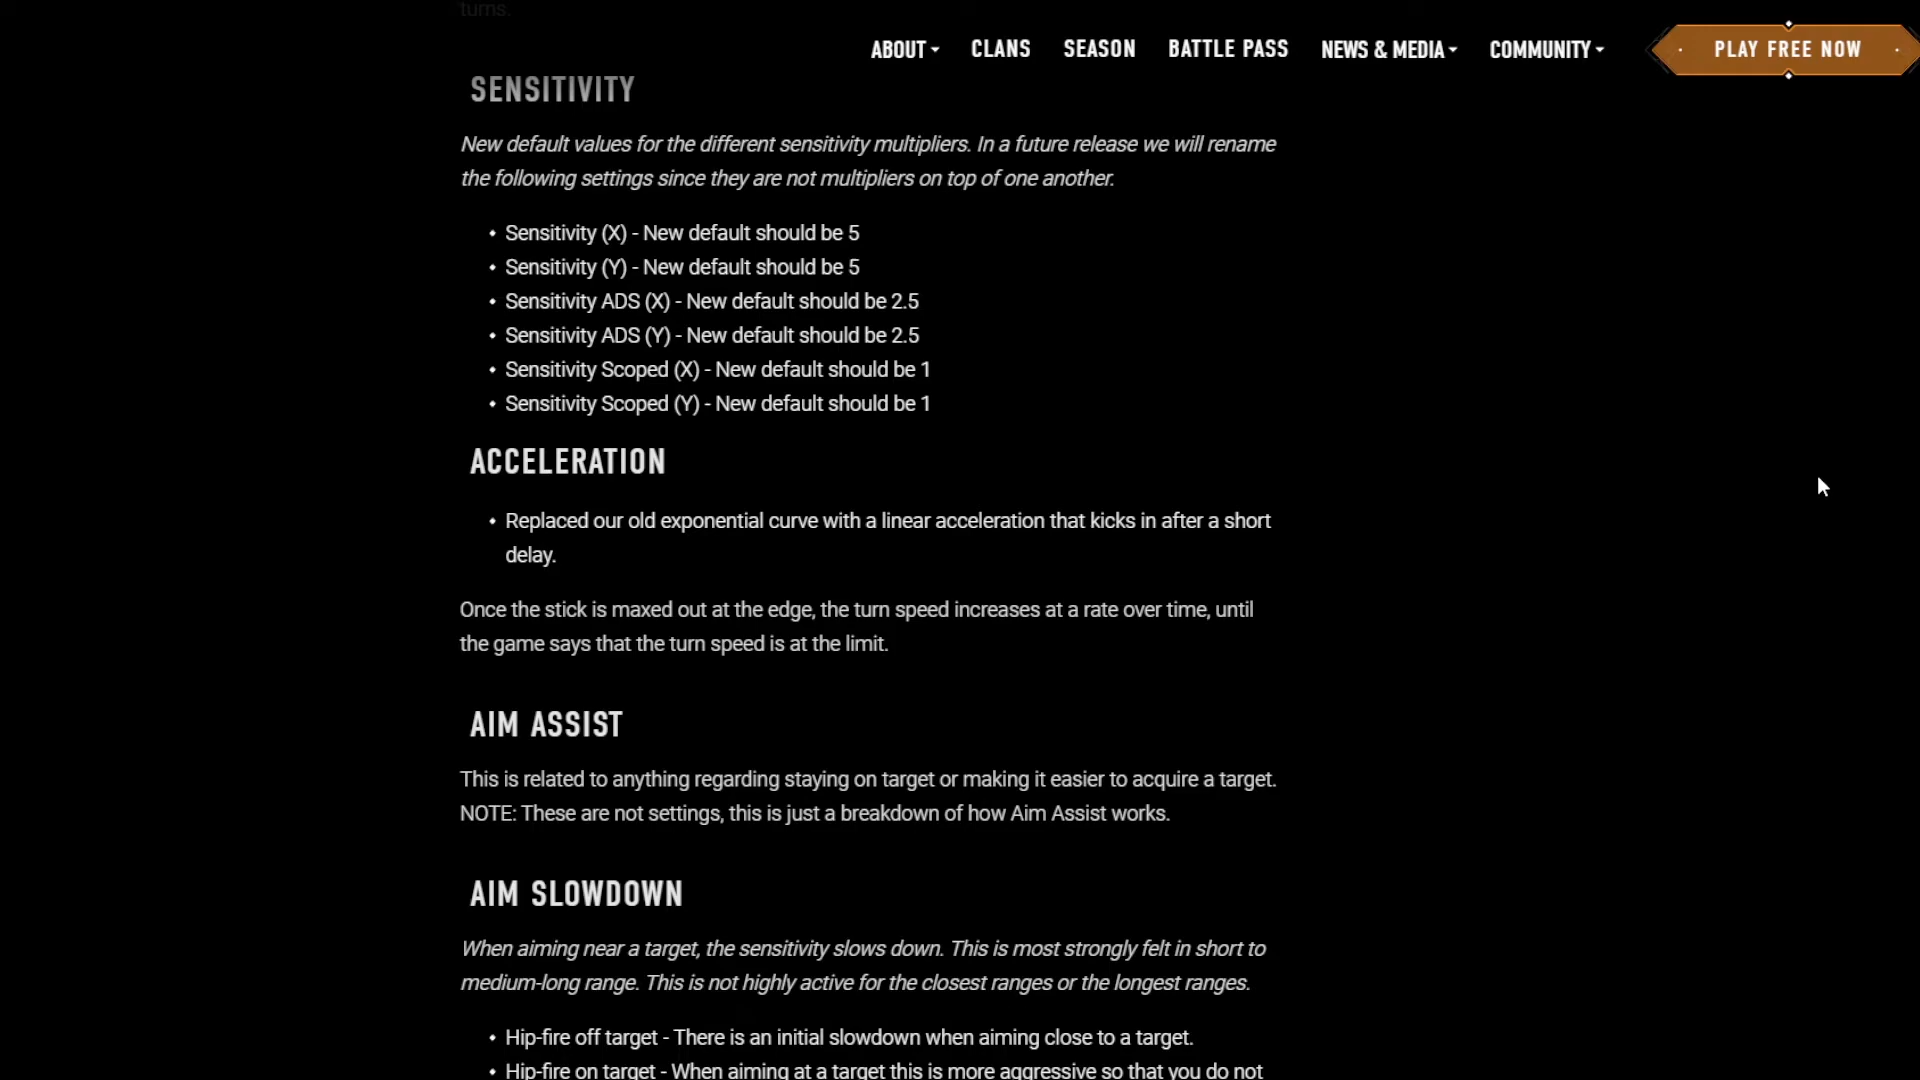 turns.
ABOUT CLANS SEASON BATTLE PASS NEWS & MEDIA COMMUNITY PLAY FREE NOW
SENSITIVITY
New default values for the different sensitivity multipliers. In a future release we will rename
the following settings since they are not multipliers on top of one another.
• Sensitivity (X) - New default should be 5
• Sensitivity (Y) - New default should be 5
• Sensitivity ADS (X) - New default should be 2.5
• Sensitivity ADS (Y) - New default should be 2.5
• Sensitivity Scoped (X) - New default should be 1
• Sensitivity Scoped (Y) - New default should be 1
ACCELERATION
• Replaced our old exponential curve with a linear acceleration that kicks in after a short
delay.
Once the stick is maxed out at the edge, the turn speed increases at a rate over time, until
the game says that the turn speed is at the limit.
AIM ASSIST
This is related to anything regarding staying on target or making it easier to acquire a target.
NOTE: These are not settings, this is just a breakdown of how Aim Assist works.
AIM SLOWDOWN
When aiming near a target, the sensitivity slows down. This is most strongly felt in short to
medium-long range. This is not highly active for the closest ranges or the longest ranges.
• Hip-fire off target - There is an initial slowdown when aiming close to a target.
• Hip-fire on target - When aiming at a target this is more aggressive so that you do not